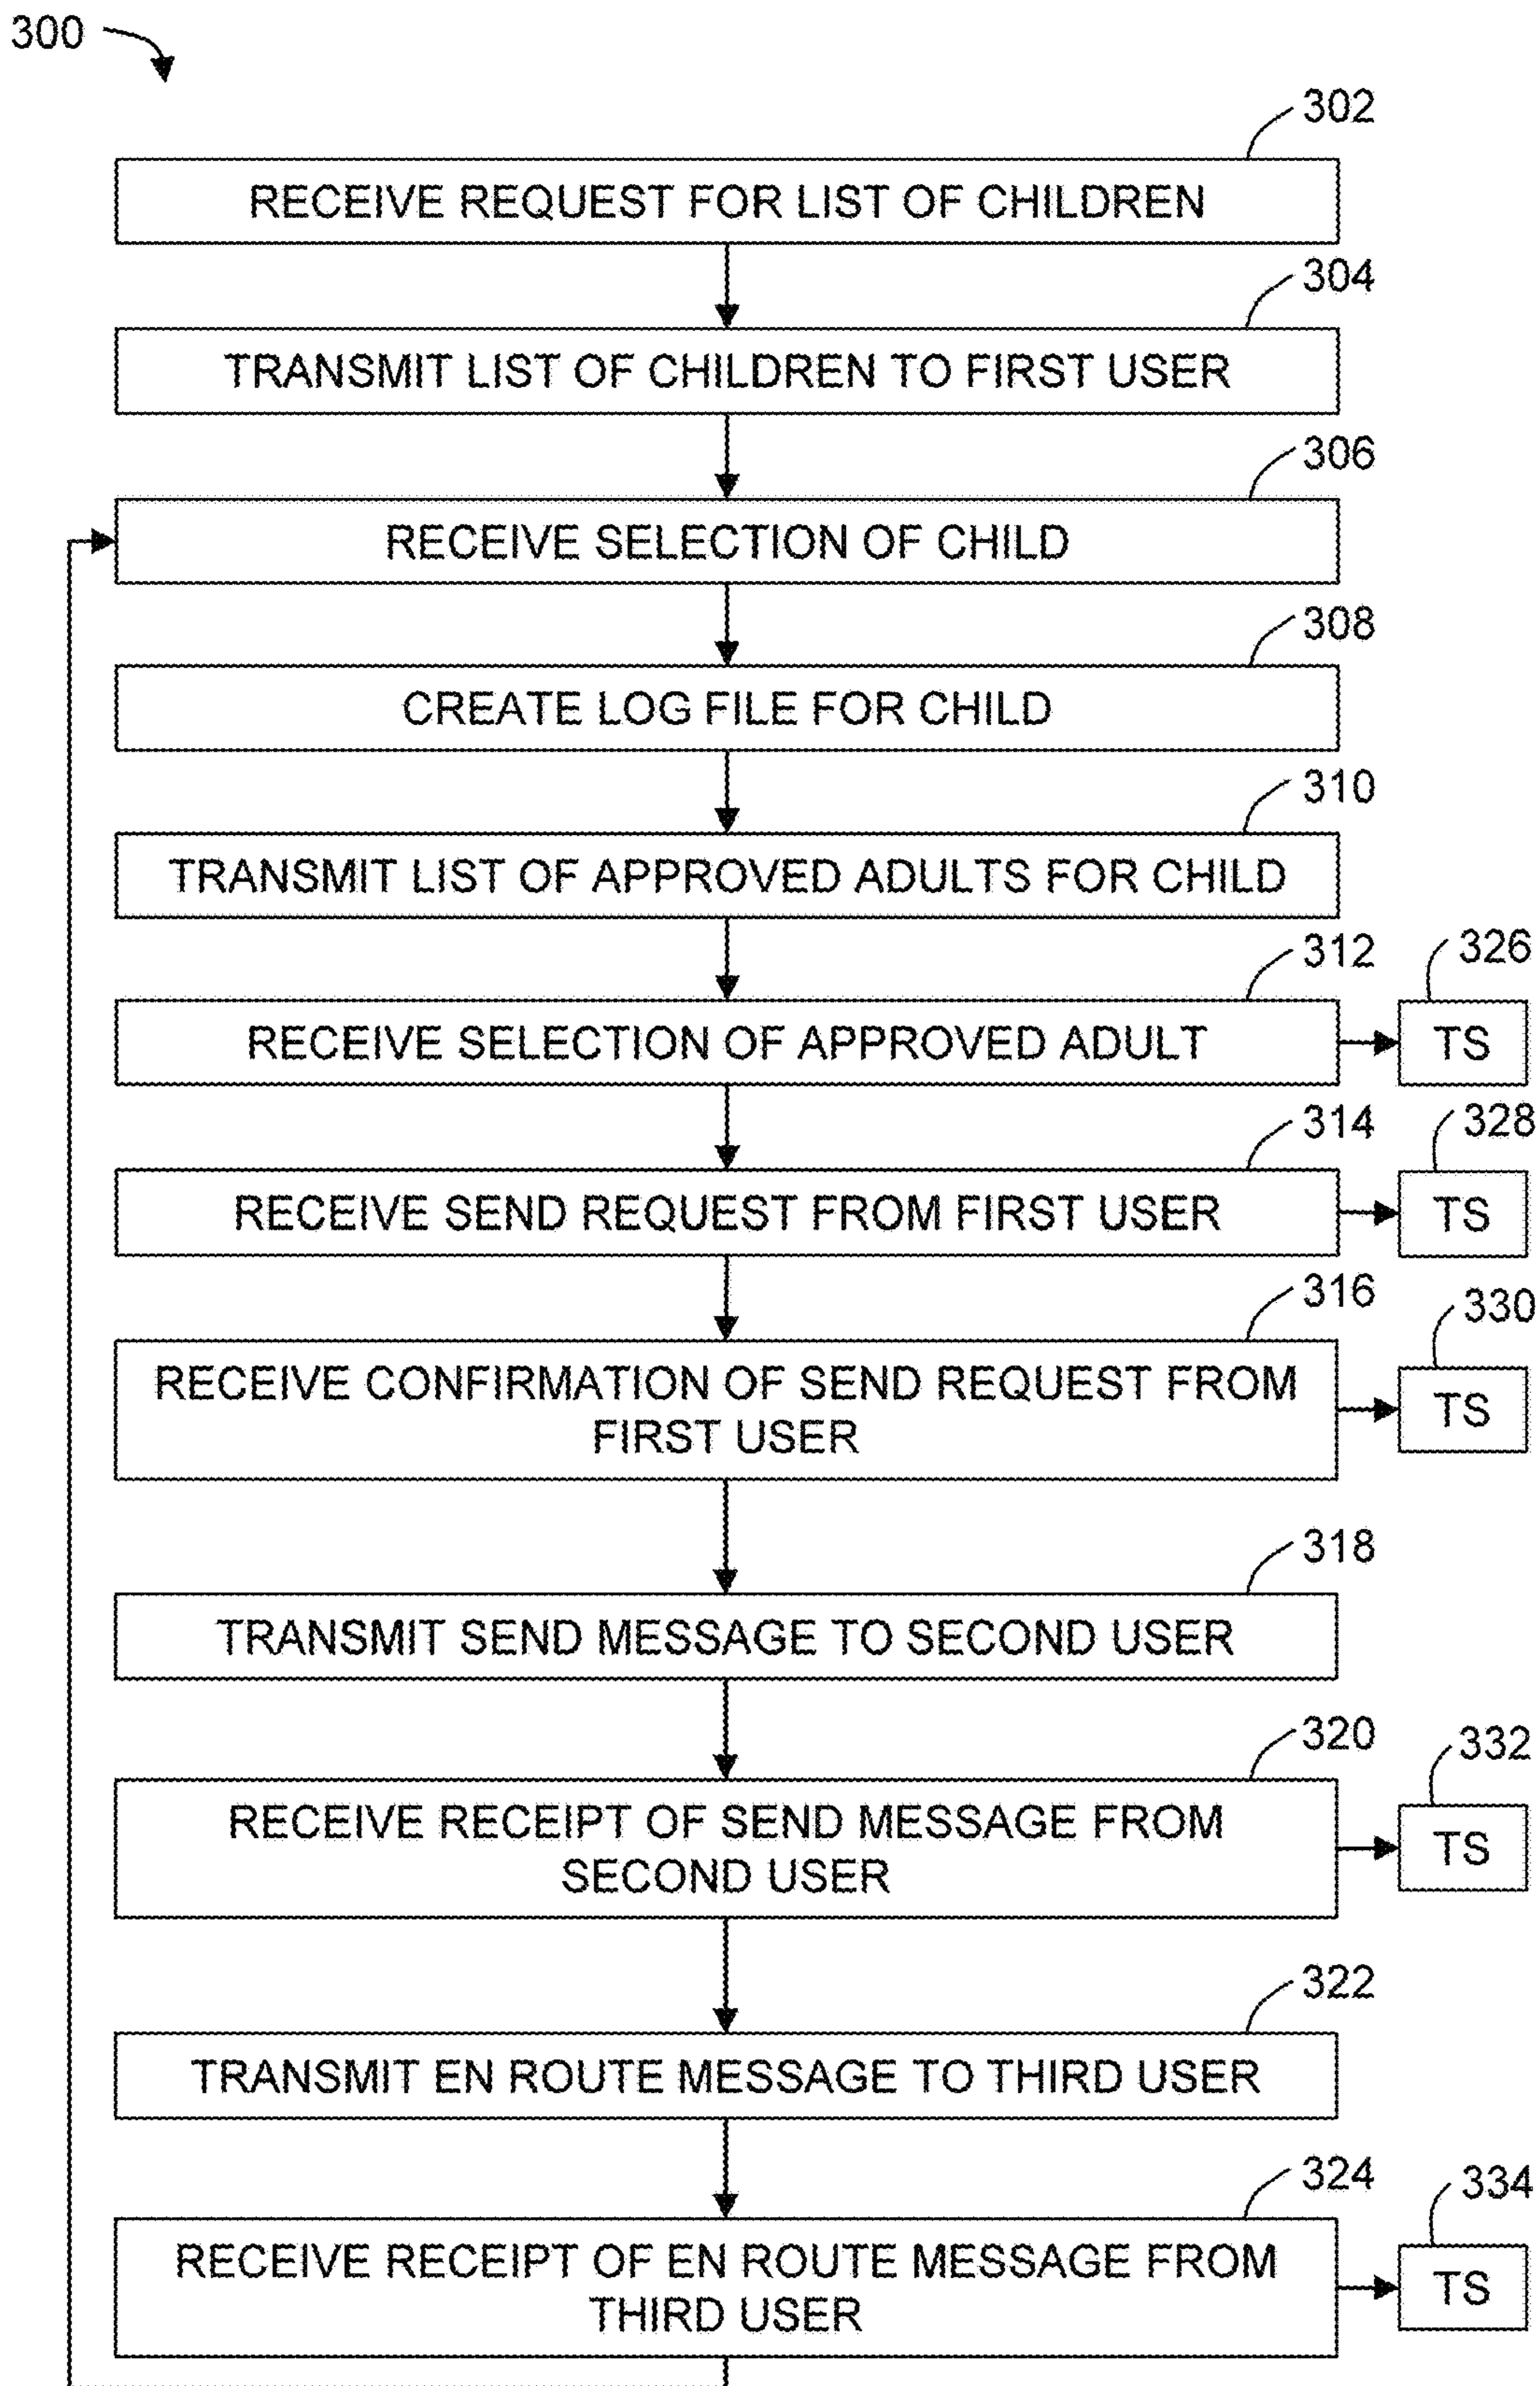 300
302
RECEIVE REQUEST FOR LIST OF CHILDREN
304
TRANSMIT LIST OF CHILDREN TO FIRST USER
306
RECEIVE SELECTION OF CHILD
308
CREATE LOG FILE FOR CHILD
310
TRANSMIT LIST OF APPROVED ADULTS FOR CHILD
312
326
RECEIVE SELECTION OF APPROVED ADULT
TS
314
328
RECEIVE SEND REQUEST FROM FIRST USER
TS
316
330
RECEIVE CONFIRMATION OF SEND REQUEST FROM
FIRST USER
TS
318
TRANSMIT SEND MESSAGE TO SECOND USER
320
332
RECEIVE RECEIPT OF SEND MESSAGE FROM
SECOND USER
TS
322
TRANSMIT EN ROUTE MESSAGE TO THIRD USER
324
334
RECEIVE RECEIPT OF EN ROUTE MESSAGE FROM
THIRD USER
TS